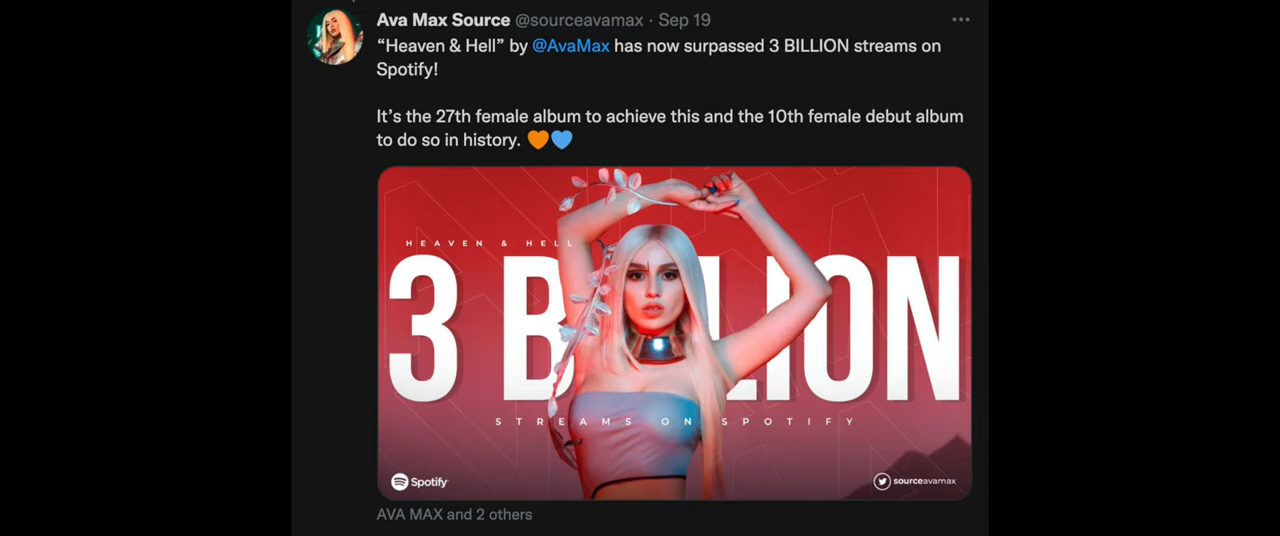 Ava Max Source @sourceavamax · Sep 19
“Heaven & Hell” by @AvaMax has now surpassed 3 BILLION streams on
Spotify!
It’s the 27th female album to achieve this and the 10th female debut album
to do so in history. 🧡💙
HEAVEN & HELL
3 BILLION
STREAMS ON SPOTIFY
Spotify
sourceavamax
AVA MAX and 2 others